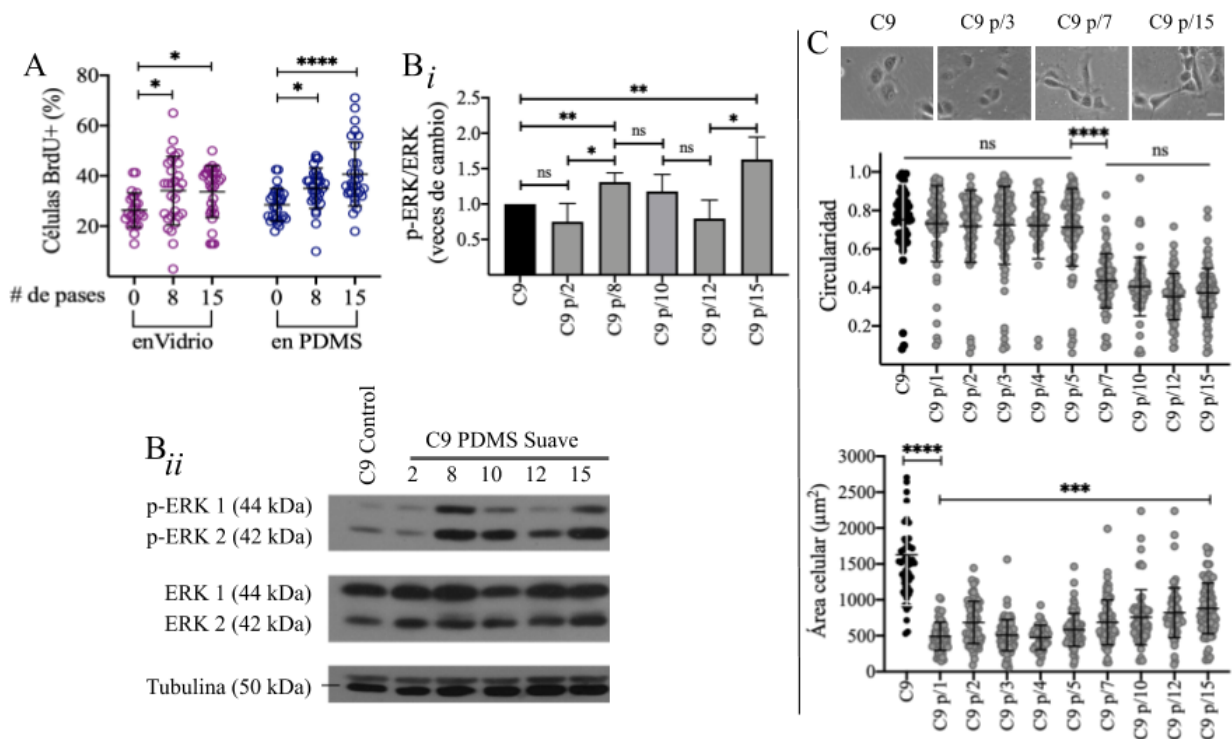 A
Células BrdU+ (%)
80
60
40
20
*
*
****
*
# de pases
0 8 15 0 8 15
enVidrio
en PDMS
B i
p-ERK/ERK
(veces de cambio)
2.5
2.0
1.5
1.0
**
** ns *
ns * ns
C9
C9 p/2
C9 p/8
C9 p/10
C9 p/12
C9 p/15
B ii
C9 Control
C9 PDMS Suave
2 8 10 12 15
p-ERK 1 (44 kDa)
p-ERK 2 (42 kDa)
ERK 1 (44 kDa)
ERK 2 (42 kDa)
Tubulina (50 kDa)
C
C9 C9 p/3 C9 p/7 C9 p/15
Circularidad
ns **** ns
1.0
0.8
0.6
0.4
0.2
C9
C9 p/1
C9 p/2
C9 p/3
C9 p/4
C9 p/5
C9 p/7
C9 p/10
C9 p/12
C9 p/15
Área celular (µm²)
****
***
3000
2500
2000
1500
1000
500
0
C9
C9 p/1
C9 p/2
C9 p/3
C9 p/4
C9 p/5
C9 p/7
C9 p/10
C9 p/12
C9 p/15